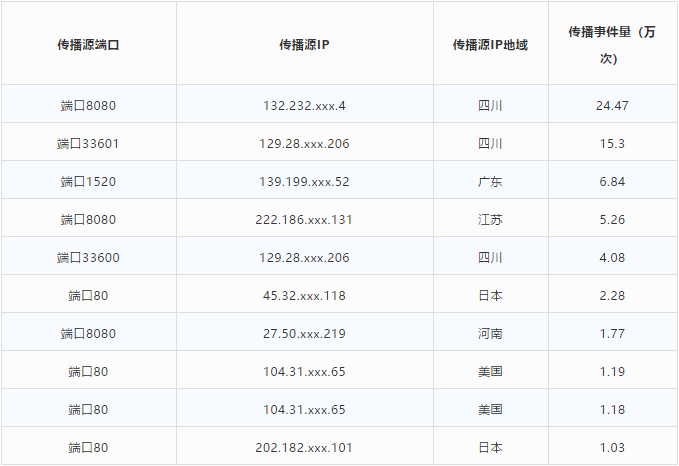 传播源端口 传播源IP 传播源IP地域 传播事件量（万
次）
端口8080 132.232.xxx.4 四川 24.47
端口33601 129.28.xxx.206 四川 15.3
端口1520 139.199.xxx.52 广东 6.84
端口8080 222.186.xxx.131 江苏 5.26
端口33600 129.28.xxx.206 四川 4.08
端口80 45.32.xxx.118 日本 2.28
端口8080 27.50.xxx.219 河南 1.77
端口80 104.31.xxx.65 美国 1.19
端口80 104.31.xxx.65 美国 1.18
端口80 202.182.xxx.101 日本 1.03